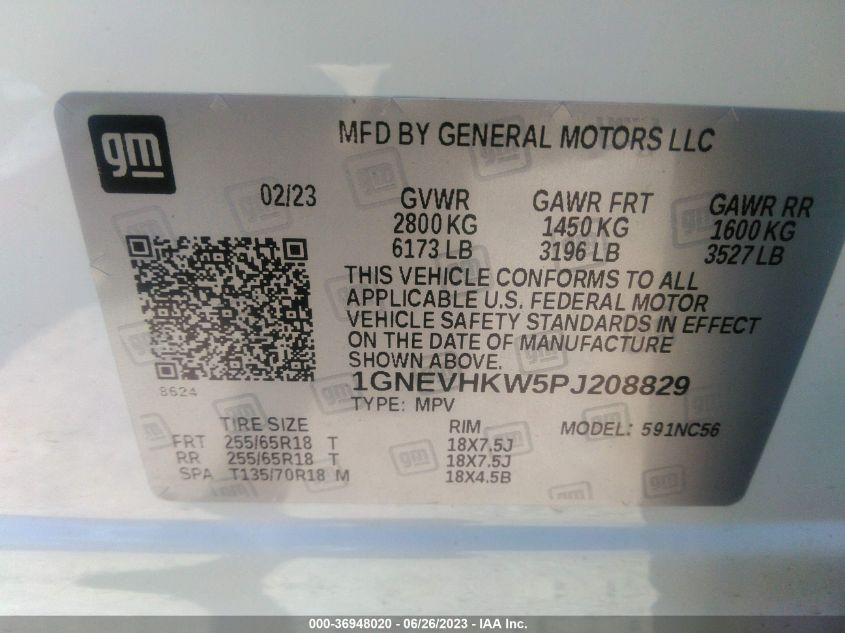 gm
MFD BY GENERAL MOTORS LLC
02/23 GVWR GAWR FRT GAWR RR
2800 KG 1450 KG 1600 KG
6173 LB 3196 LB 3527 LB
THIS VEHICLE CONFORMS TO ALL
APPLICABLE U.S. FEDERAL MOTOR
VEHICLE SAFETY STANDARDS IN EFFECT
ON THE DATE OF MANUFACTURE
SHOWN ABOVE.
8624
1GNEVHKW5PJ208829
TYPE: MPV
TIRE SIZE RIM MODEL: 591NC56
FRT 255/65R18 T 18X7.5J
RR 255/65R18 T 18X7.5J
SPA T135/70R18 M 18X4.5B
000-36948020 - 06/26/2023 - IAA Inc.